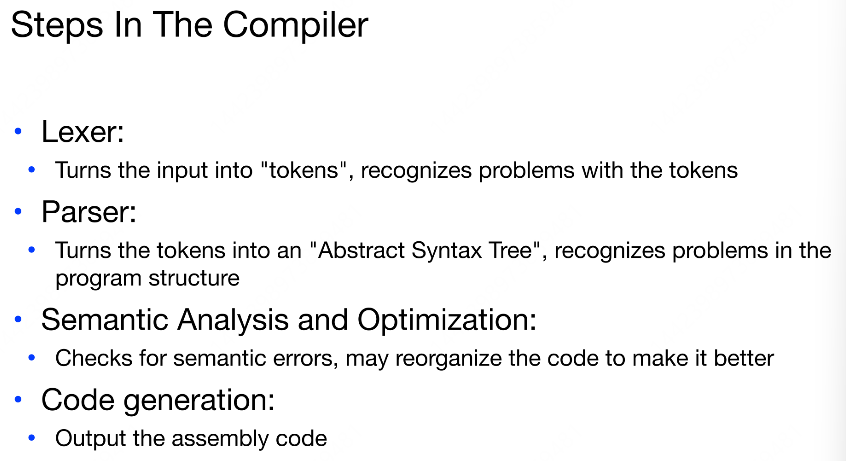 Steps In The Compiler
• Lexer:
• Turns the input into "tokens", recognizes problems with the tokens
• Parser:
• Turns the tokens into an "Abstract Syntax Tree", recognizes problems in the
program structure
• Semantic Analysis and Optimization:
• Checks for semantic errors, may reorganize the code to make it better
• Code generation:
• Output the assembly code